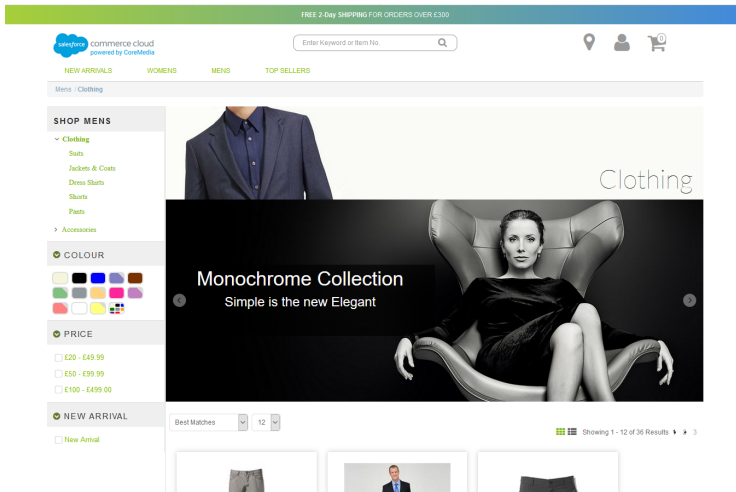 FREE 2-Day SHIPPING FOR ORDERS OVER £300
salesforce commerce cloud
powered by CoreMedia
Enter Keyword or Item No.
0
NEW ARRIVALS WOMENS MENS TOP SELLERS
Mens / Clothing
SHOP MENS
Clothing
Suits
Jackets & Coats
Dress Shirts
Shorts
Pants
Accessories
COLOUR
PRICE
£20 - £49.99
£50 - £99.99
£100 - £499.00
NEW ARRIVAL
New Arrival
Clothing
Monochrome Collection
Simple is the new Elegant
Best Matches 12
Showing 1 - 12 of 36 Results 3